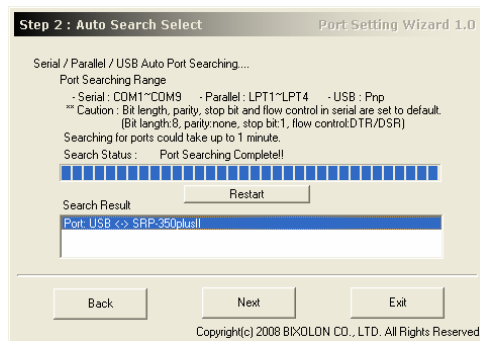 Step 2 : Auto Search Select
Port Setting Wizard 1.0
Serial / Parallel / USB Auto Port Searching....
Port Searching Range
- Serial : COM1~COM9 - Parallel : LPT1~LPT4 - USB : Pnp
** Caution : Bit length, parity, stop bit and flow control in serial are set to default.
(Bit langth:8, parity:none, stop bit:1, flow control:DTR/DSR)
Searching for ports could take up to 1 minute.
Search Status : Port Searching Complete!!
Restart
Search Result
Port: USB <-> SRP-350plusII
Back Next Exit
Copyright(c) 2008 BIXOLON CO., LTD. All Rights Reserved